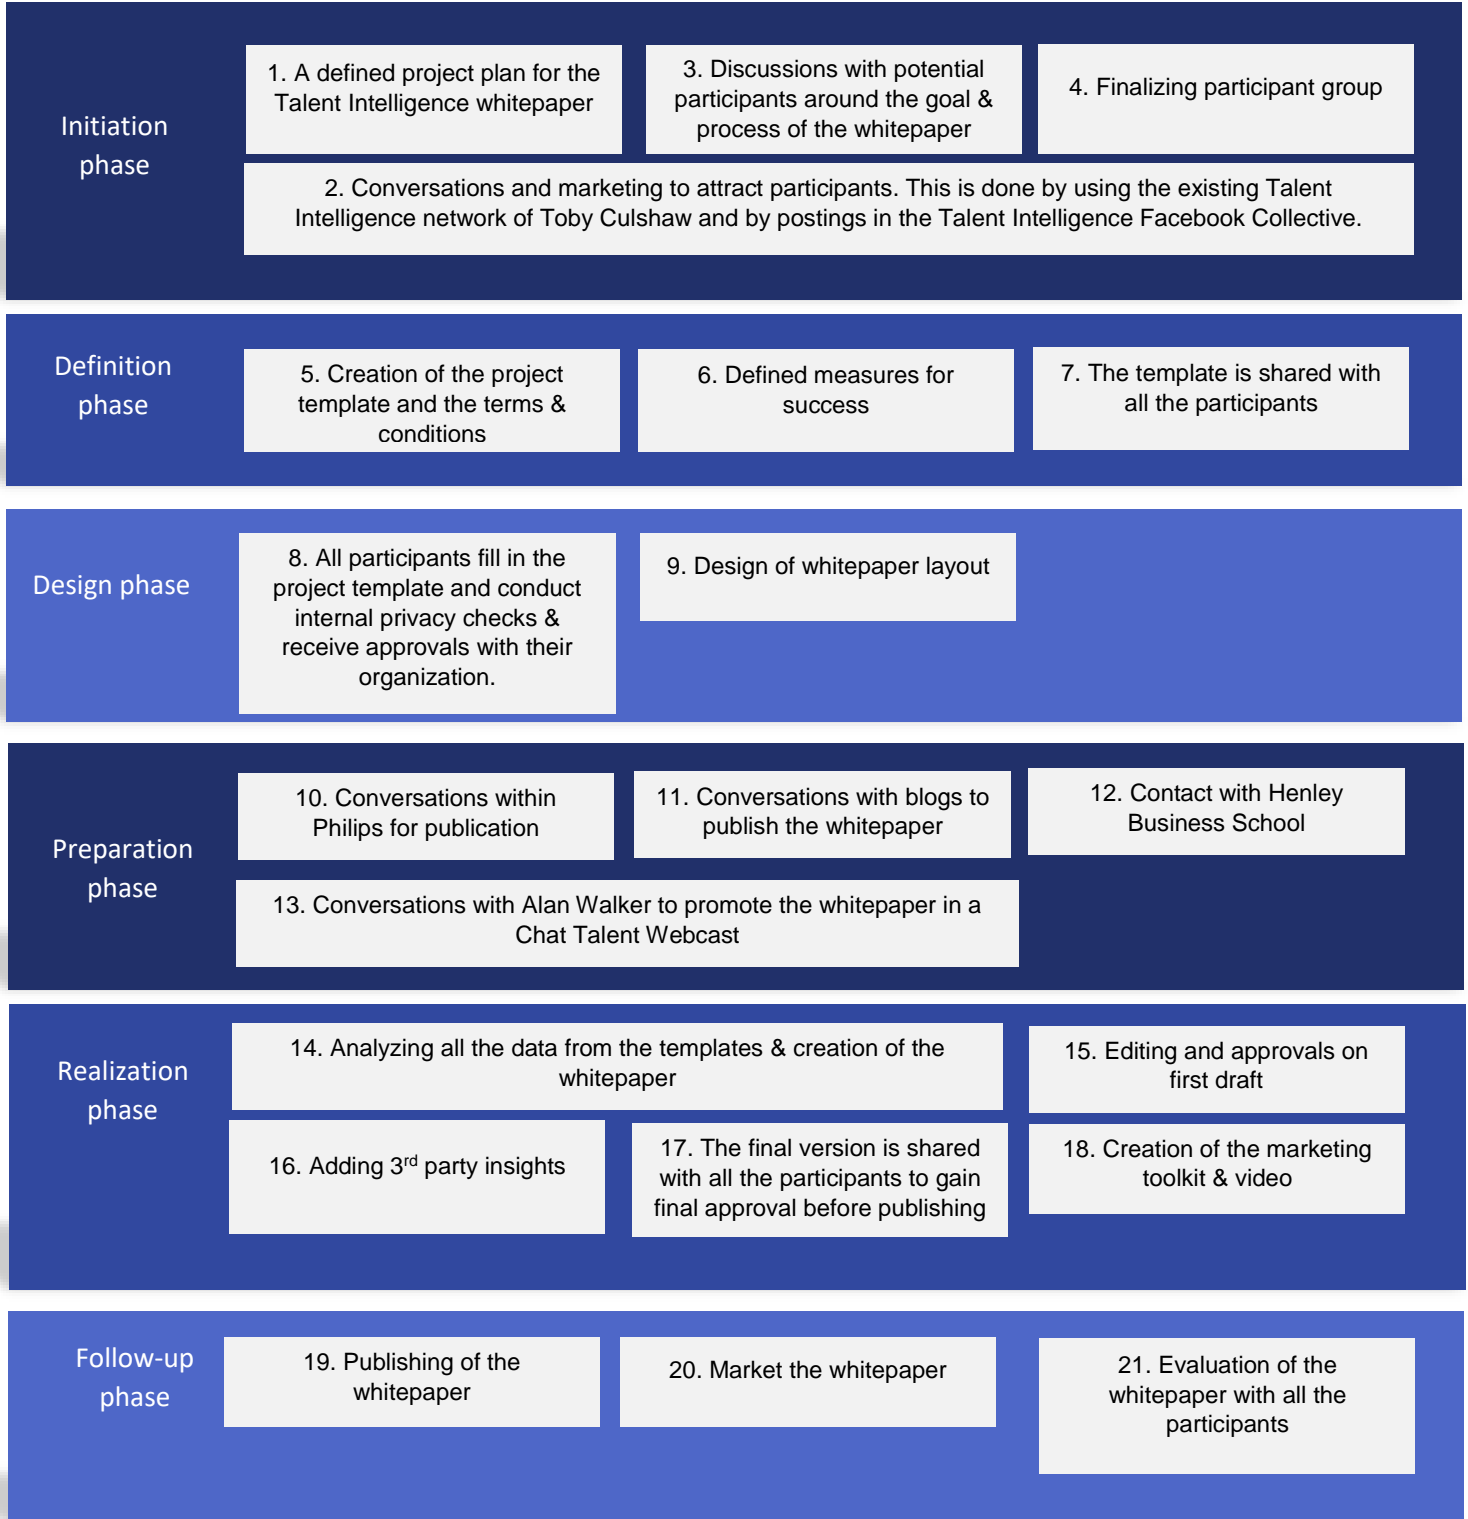 Initiation
phase
1. A defined project plan for the
Talent Intelligence whitepaper
3. Discussions with potential
participants around the goal &
process of the whitepaper
4. Finalizing participant group
2. Conversations and marketing to attract participants. This is done by using the existing Talent
Intelligence network of Toby Culshaw and by postings in the Talent Intelligence Facebook Collective.
Definition
phase
5. Creation of the project
template and the terms &
conditions
6. Defined measures for
success
7. The template is shared with
all the participants
Design phase
8. All participants fill in the
project template and conduct
internal privacy checks &
receive approvals with their
organization.
9. Design of whitepaper layout
Preparation
phase
10. Conversations within
Philips for publication
11. Conversations with blogs to
publish the whitepaper
12. Contact with Henley
Business School
13. Conversations with Alan Walker to promote the whitepaper in a
Chat Talent Webcast
Realization
phase
14. Analyzing all the data from the templates & creation of the
whitepaper
15. Editing and approvals on
first draft
16. Adding 3rd party insights
17. The final version is shared
with all the participants to gain
final approval before publishing
18. Creation of the marketing
toolkit & video
Follow-up
phase
19. Publishing of the
whitepaper
20. Market the whitepaper
21. Evaluation of the
whitepaper with all the
participants